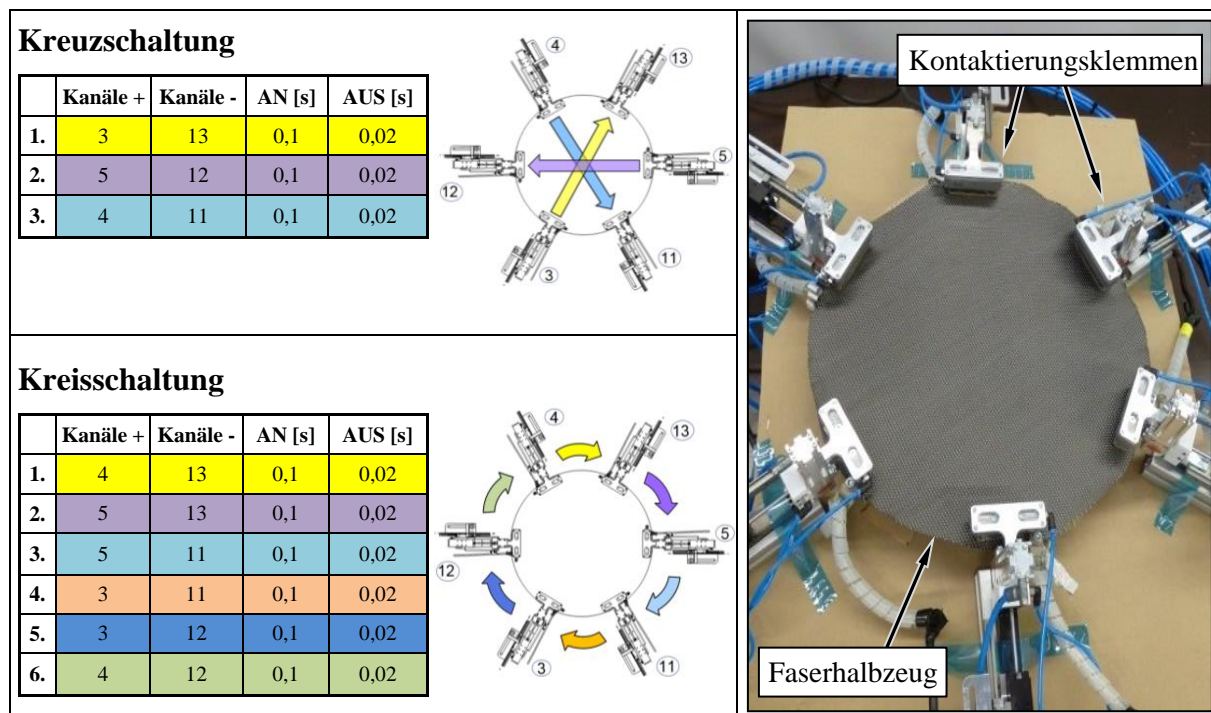 Kreuzschaltung
Kanäle + Kanäle - AN [s] AUS [s]
1. 3 13 0,1 0,02
2. 5 12 0,1 0,02
3. 4 11 0,1 0,02
4
13
5
12
3
11
Kreisschaltung
Kanäle + Kanäle - AN [s] AUS [s]
1. 4 13 0,1 0,02
2. 5 13 0,1 0,02
3. 5 11 0,1 0,02
4. 3 11 0,1 0,02
5. 3 12 0,1 0,02
6. 4 12 0,1 0,02
4
13
5
12
3
11
Kontaktierungsklemmen
Faserhalbzeug